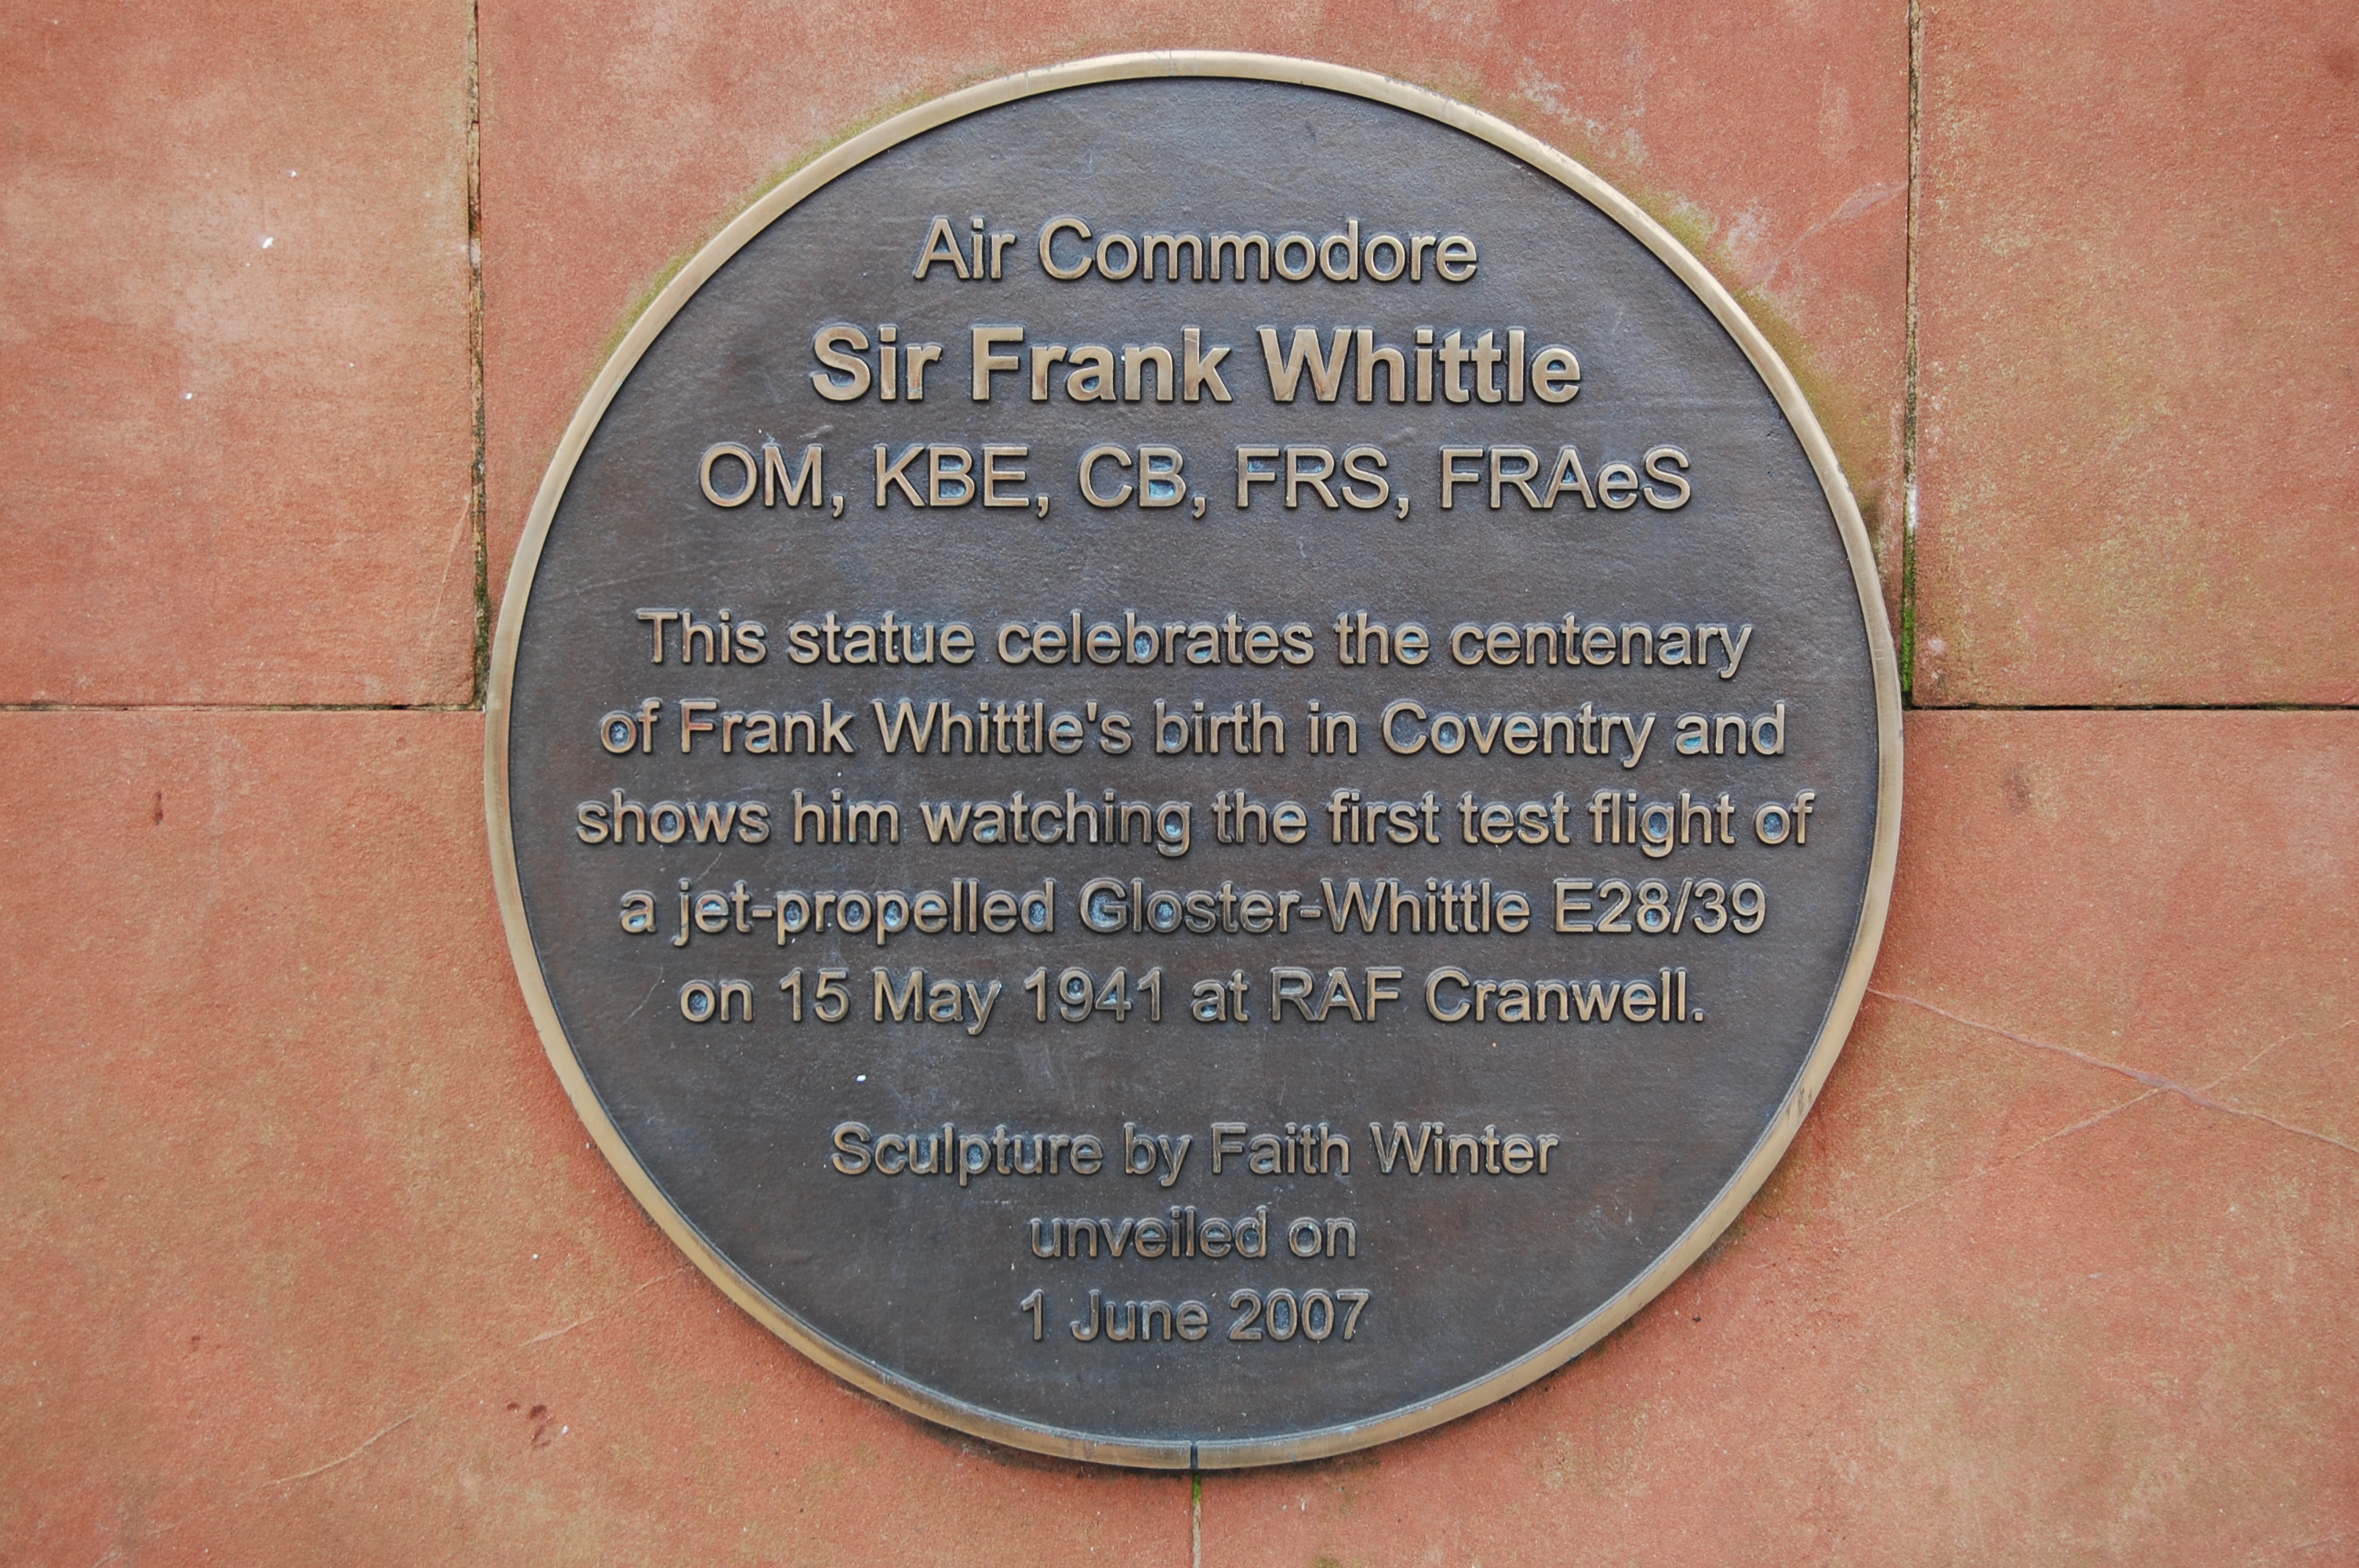 Air Commodore
Sir Frank Whittle
OM, KBE, CB, FRS, FRAeS
This statue celebrates the centenary
of Frank Whittle's birth in Coventry and
shows him watching the first test flight of
a jet-propelled Gloster-Whittle E28/39
on 15 May 1941 at RAF Cranwell.
Sculpture by Faith Winter
unveiled on
1 June 2007